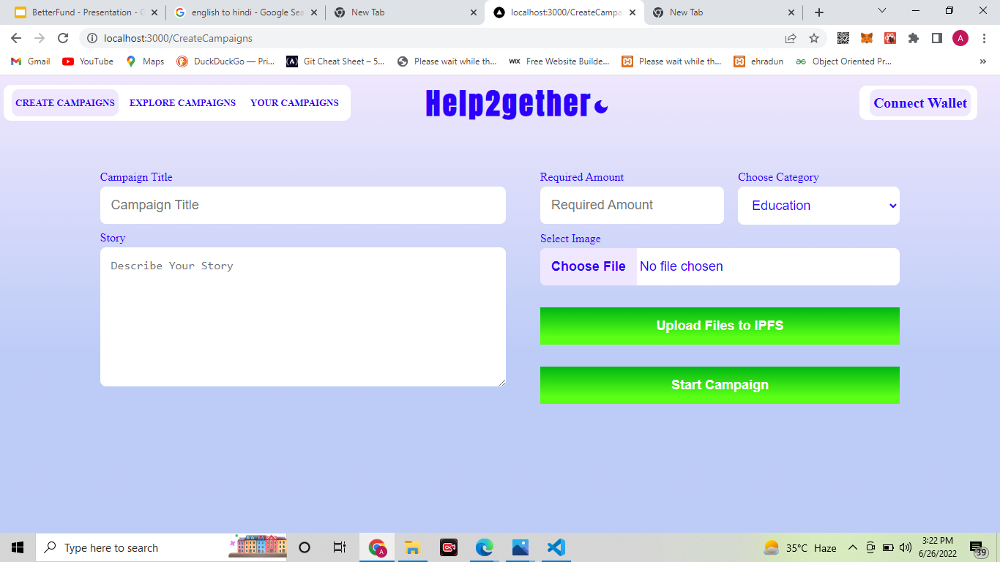 BetterFund - Presentation - G
english to hindi - Google Sea
New Tab
localhost:3000/CreateCampa
New Tab
localhost:3000/CreateCampaigns
A
Gmail
YouTube
Maps
DuckDuckGo — Pri...
Git Cheat Sheet – 5...
Please wait while th...
WIX Free Website Builde...
Please wait while th...
ehradun
Object Oriented Pr...
»
CREATE CAMPAIGNS EXPLORE CAMPAIGNS YOUR CAMPAIGNS
Help2gether
Connect Wallet
Campaign Title
Campaign Title
Story
Describe Your Story
Required Amount
Required Amount
Choose Category
Education
Select Image
Choose File No file chosen
Upload Files to IPFS
Start Campaign
Type here to search
A
35°C Haze
3:22 PM
6/26/2022
39